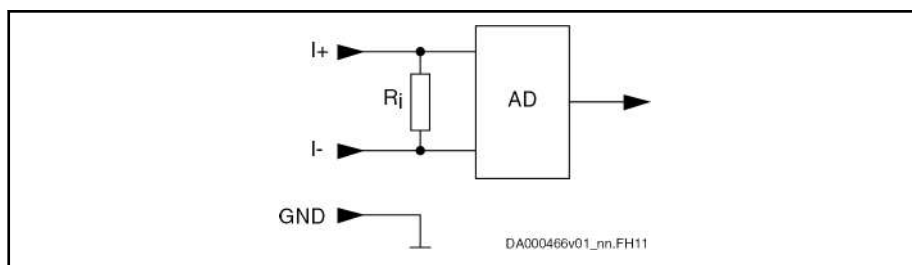 I+
Ri
AD
I-
GND
DA000466v01_nn.FH11